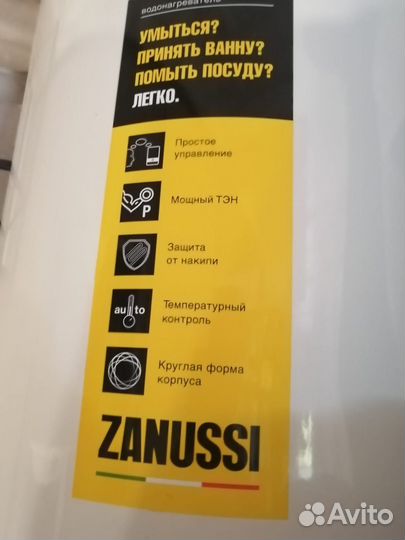 водонагреватель
УМЫТЬСЯ?
ПРИНЯТЬ ВАННУ?
ПОМЫТЬ ПОСУДУ?
ЛЕГКО.
Простое
управление
P
Мощный ТЭН
Защита
от накипи
auto
Температурный
контроль
Круглая форма
корпуса
ZANUSSI
Avito